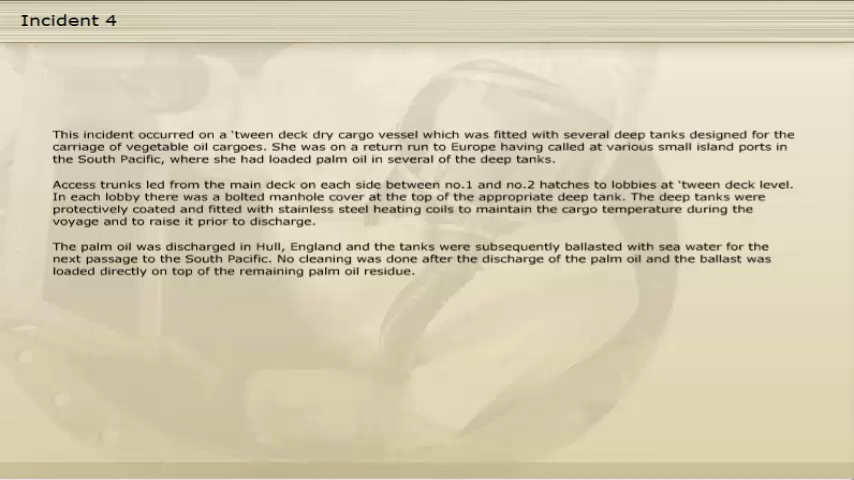 Incident 4
This incident occurred on a ‘tween deck dry cargo vessel which was fitted with several deep tanks designed for the
carriage of vegetable oil cargoes. She was on a return run to Europe having called at various small island ports in
the South Pacific, where she had loaded palm oil in several of the deep tanks.
Access trunks led from the main deck on each side between no.1 and no.2 hatches to lobbies at ‘tween deck level.
In each lobby there was a bolted manhole cover at the top of the appropriate deep tank. The deep tanks were
protectively coated and fitted with stainless steel heating coils to maintain the cargo temperature during the
voyage and to raise it prior to discharge.
The palm oil was discharged in Hull, England and the tanks were subsequently ballasted with sea water for the
next passage to the South Pacific. No cleaning was done after the discharge of the palm oil and the ballast was
loaded directly on top of the remaining palm oil residue.